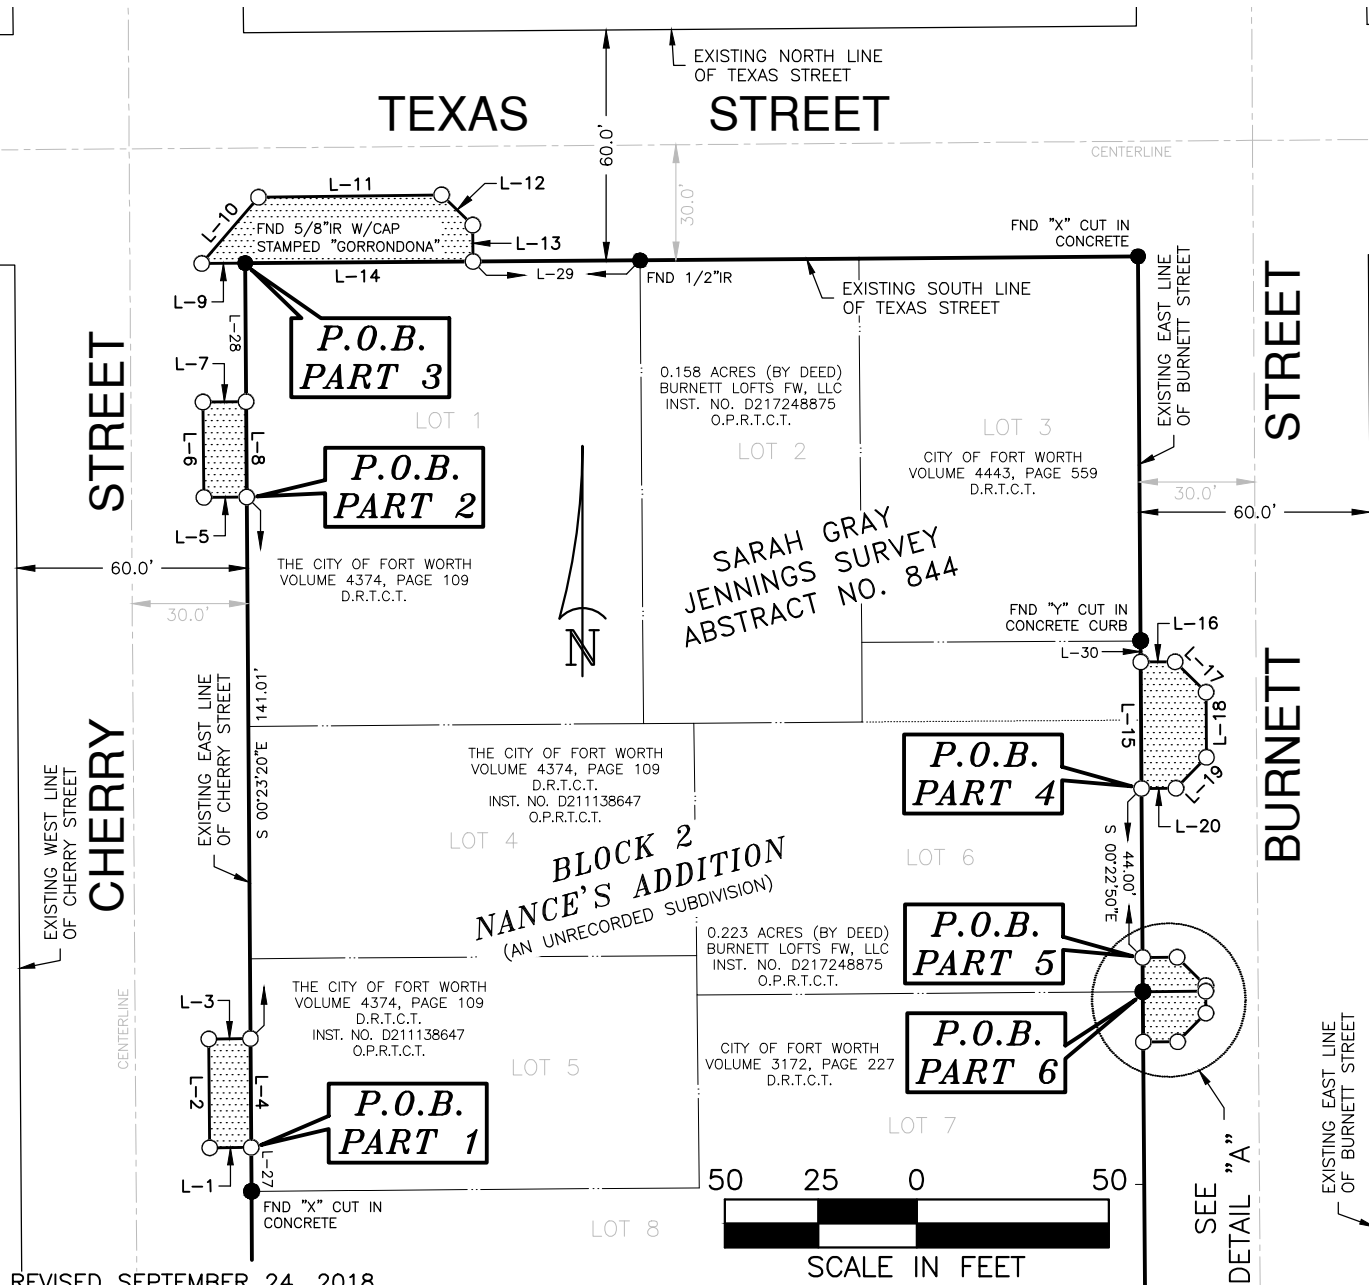 EXISTING NORTH LINE
OF TEXAS STREET
TEXAS STREET
60.0'
CENTERLINE
30.0'
L-11
L-12
L-10
FND 5/8"IR W/CAP
STAMPED "GORRONDONA"
L-13
L-9
L-14
L-29
FND 1/2"IR
FND "X" CUT IN
CONCRETE
EXISTING SOUTH LINE
OF TEXAS STREET
EXISTING EAST LINE
OF BURNETT STREET
STREET
STREET
L-28
P.O.B.
PART 3
L-7
L-6
L-8
L-5
LOT 1
P.O.B.
PART 2
0.158 ACRES (BY DEED)
BURNETT LOFTS FW, LLC
INST. NO. D217248875
O.P.R.T.C.T.
LOT 2
LOT 3
CITY OF FORT WORTH
VOLUME 4443, PAGE 559
D.R.T.C.T.
30.0'
60.0'
SARAH GRAY
JENNINGS SURVEY
ABSTRACT NO. 844
60.0'
30.0'
THE CITY OF FORT WORTH
VOLUME 4374, PAGE 109
D.R.T.C.T.
N
FND "Y" CUT IN
CONCRETE CURB
L-30
L-16
L-17
L-15
L-18
L-19
L-20
EXISTING EAST LINE
OF CHERRY STREET
S 00°23'20"E 141.01'
CHERRY
BURNETT
EXISTING WEST LINE
OF CHERRY STREET
THE CITY OF FORT WORTH
VOLUME 4374, PAGE 109
D.R.T.C.T.
INST. NO. D211138647
O.P.R.T.C.T.
LOT 4
P.O.B.
PART 4
BLOCK 2
NANCE'S ADDITION
(AN UNRECORDED SUBDIVISION)
LOT 6
S 00°22'50"E
44.00'
0.223 ACRES (BY DEED)
BURNETT LOFTS FW, LLC
INST. NO. D217248875
O.P.R.T.C.T.
P.O.B.
PART 5
CENTERLINE
L-3
L-2
L-4
L-1
L-27
THE CITY OF FORT WORTH
VOLUME 4374, PAGE 109
D.R.T.C.T.
INST. NO. D211138647
O.P.R.T.C.T.
LOT 5
P.O.B.
PART 1
CITY OF FORT WORTH
VOLUME 3172, PAGE 227
D.R.T.C.T.
P.O.B.
PART 6
LOT 7
EXISTING EAST LINE
OF BURNETT STREET
SEE
DETAIL "A"
FND "X" CUT IN
CONCRETE
LOT 8
50 25 0 50
SCALE IN FEET
REVISED SEPTEMBER 24, 2018